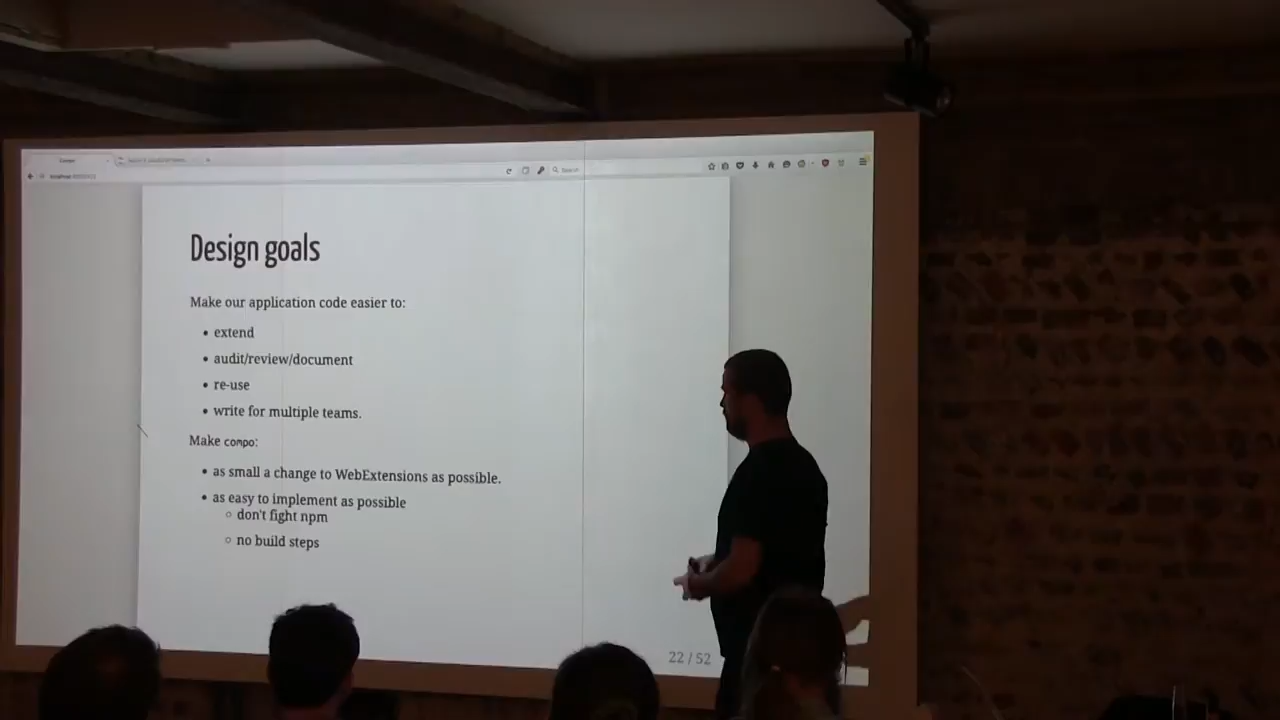 Search
Design goals
Make our application code easier to:
• extend
• audit/review/document
• re-use
• write for multiple teams.
Make compo:
• as small a change to WebExtensions as possible.
• as easy to implement as possible
◦ don't fight npm
◦ no build steps
22 / 52